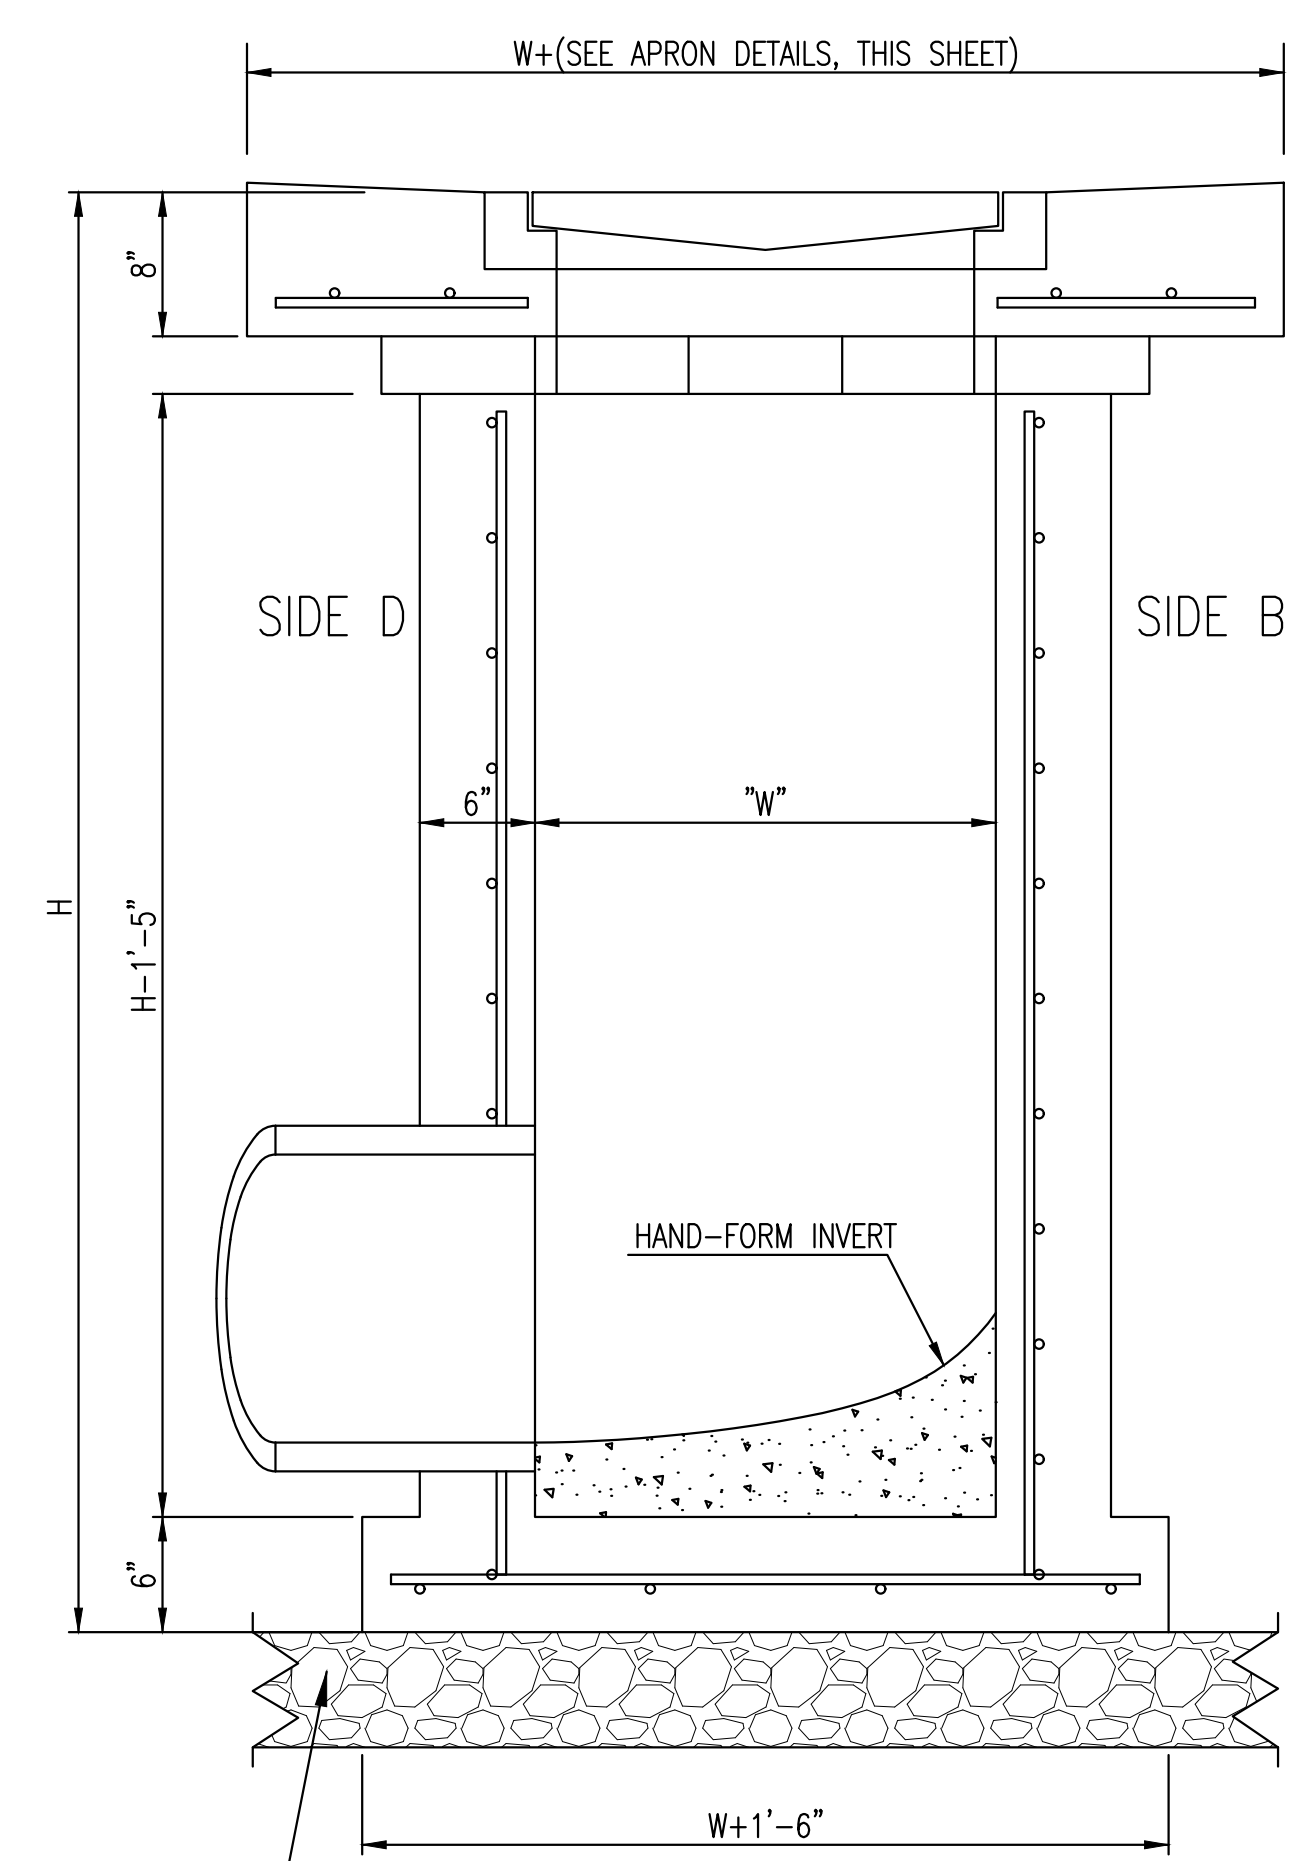 W+(SEE APRON DETAILS, THIS SHEET)
8"
SIDE D
SIDE B
6"
"W"
H
H-1'-5"
HAND-FORM INVERT
6"
W+1'-6"